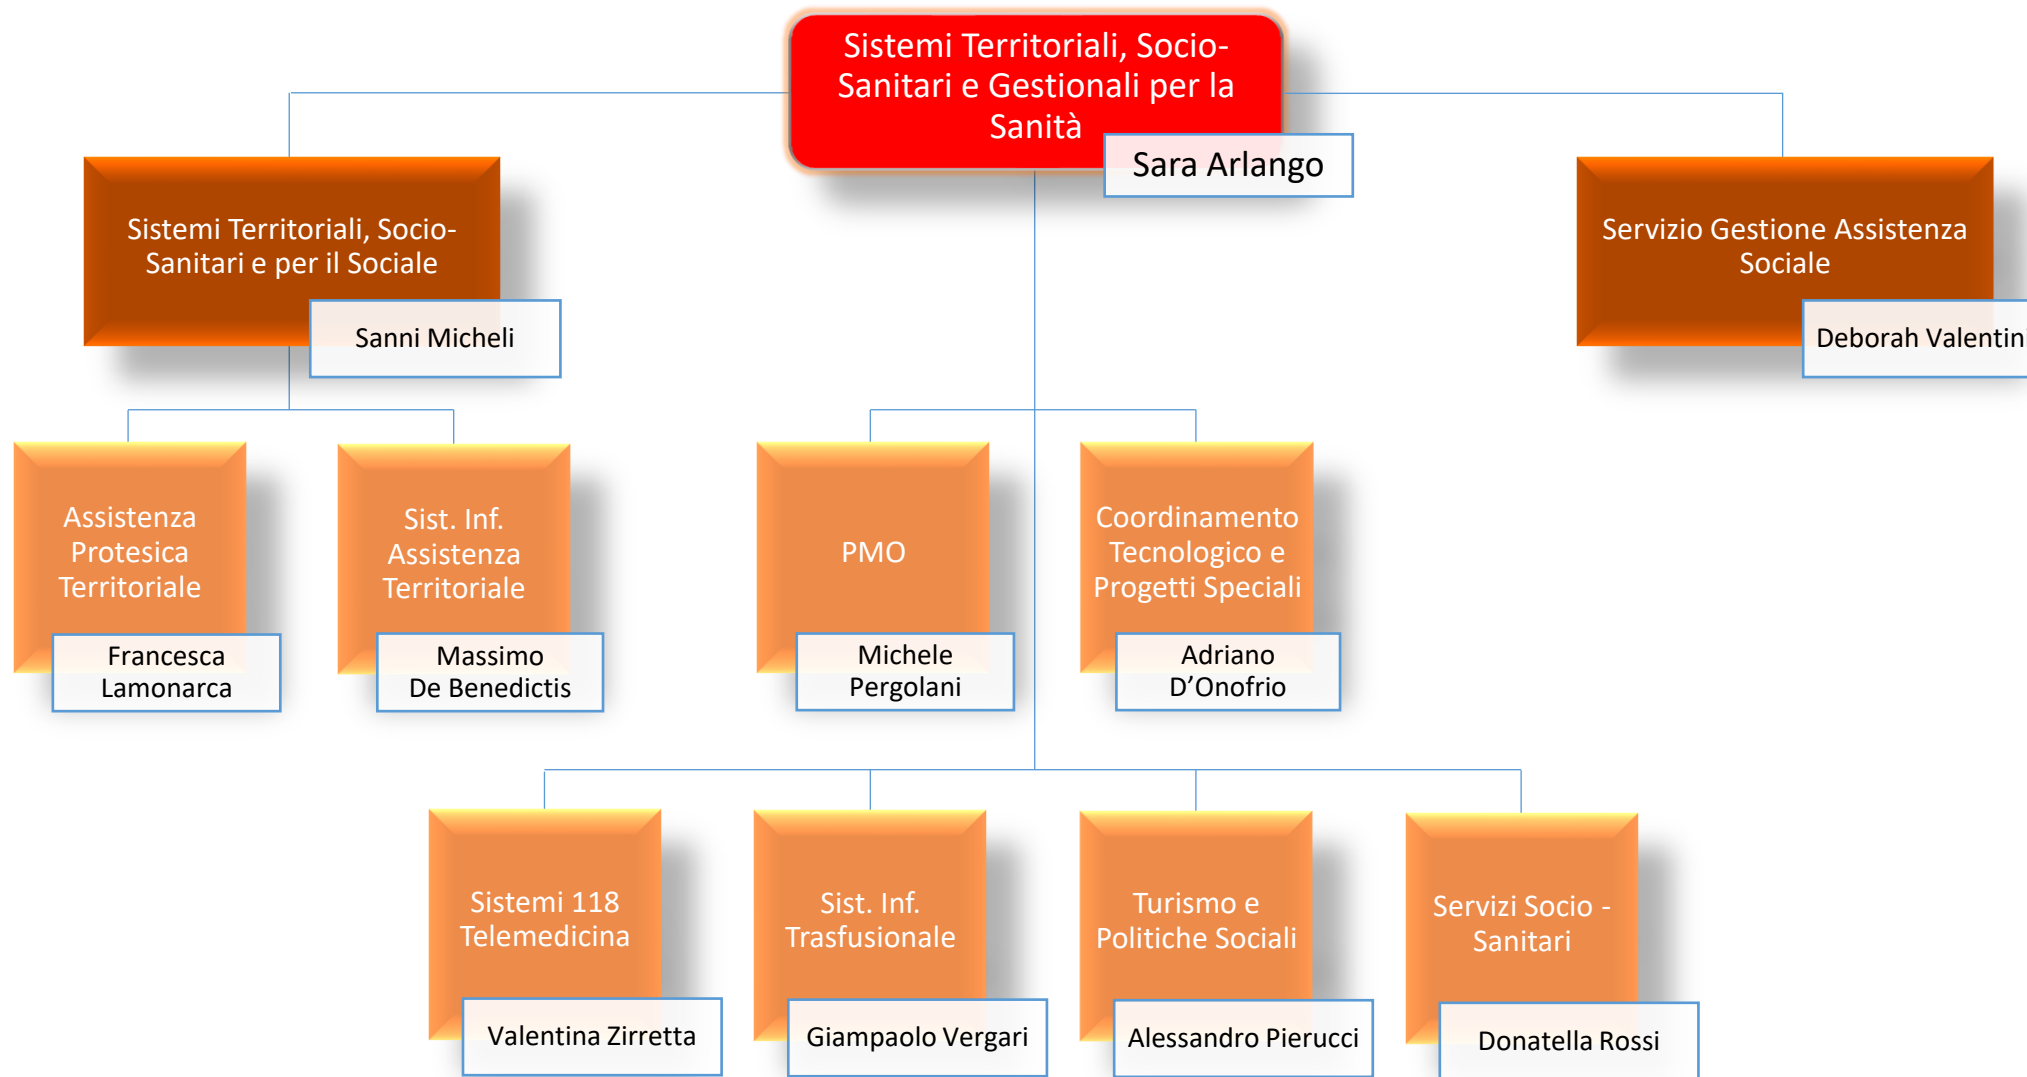 Sistemi Territoriali, Socio-
Sanitari e Gestionali per la
Sanità
Sara Arlango
Sistemi Territoriali, Socio-
Sanitari e per il Sociale
Sanni Micheli
Servizio Gestione Assistenza
Sociale
Deborah Valentini
Assistenza
Protesica
Territoriale
Francesca
Lamonarca
Sist. Inf.
Assistenza
Territoriale
Massimo
De Benedictis
PMO
Michele
Pergolani
Coordinamento
Tecnologico e
Progetti Speciali
Adriano
D’Onofrio
Sistemi 118
Telemedicina
Valentina Zirretta
Sist. Inf.
Trasfusionale
Giampaolo Vergari
Turismo e
Politiche Sociali
Alessandro Pierucci
Servizi Socio -
Sanitari
Donatella Rossi